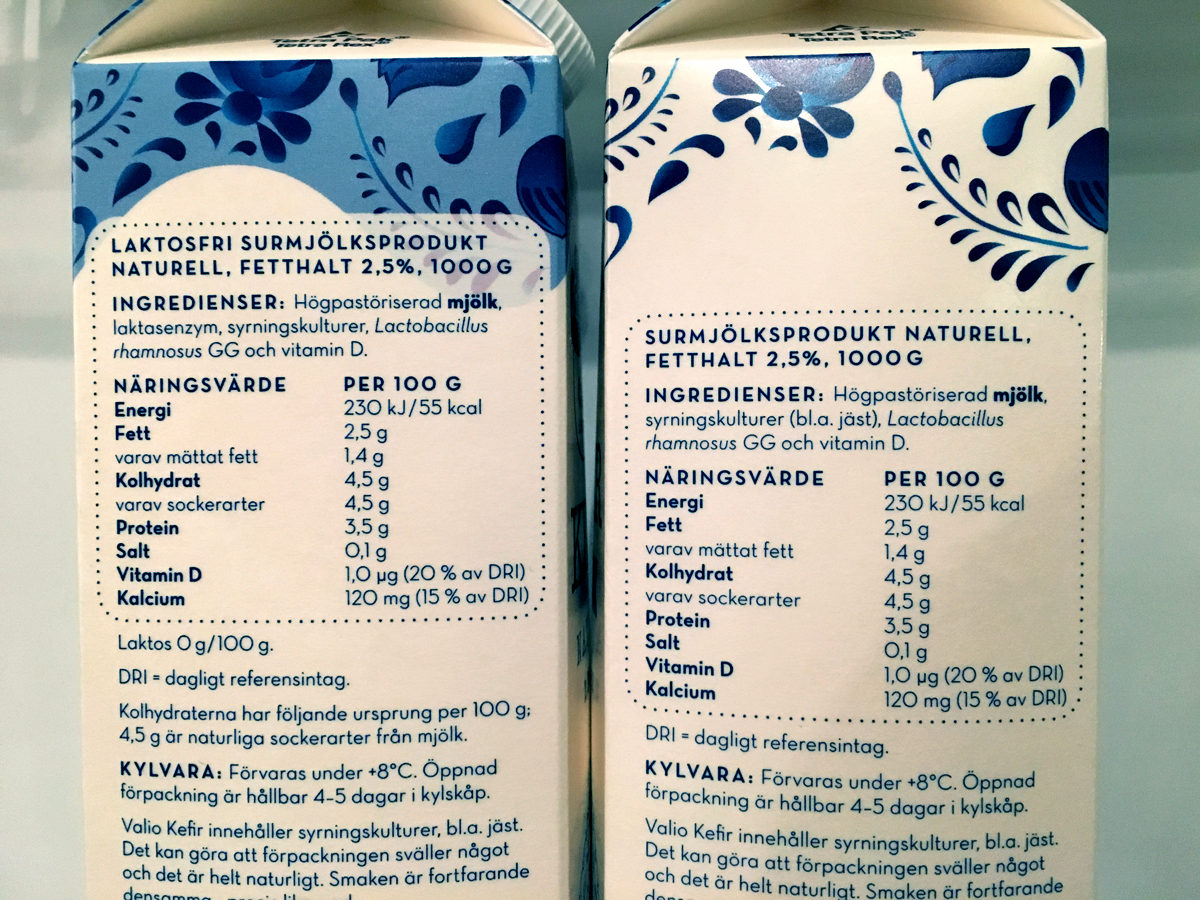 Tetra Pak®
Tetra Rex®
LAKTOSFRI SURMJÖLKSPRODUKT
NATURELL, FETTHALT 2,5%, 1000 G
INGREDIENSER: Högpastöriserad mjölk,
laktasenzym, syrningskulturer, Lactobacillus
rhamnosus GG och vitamin D.
NÄRINGSVÄRDE PER 100 G
Energi 230 kJ/55 kcal
Fett 2,5 g
varav mättat fett 1,4 g
Kolhydrat 4,5 g
varav sockerarter 4,5 g
Protein 3,5 g
Salt 0,1 g
Vitamin D 1,0 µg (20 % av DRI)
Kalcium 120 mg (15 % av DRI)
Laktos 0 g/100 g.
DRI = dagligt referensintag.
Kolhydraterna har följande ursprung per 100 g;
4,5 g är naturliga sockerarter från mjölk.
KYLVARA: Förvaras under +8°C. Öppnad
förpackning är hållbar 4-5 dagar i kylskåp.
Valio Kefir innehåller syrningskulturer, bl.a. jäst.
Det kan göra att förpackningen sväller något
och det är helt naturligt. Smaken är fortfarande
densamma
Tetra Pak®
Tetra Rex®
SURMJÖLKSPRODUKT NATURELL,
FETTHALT 2,5%, 1000 G
INGREDIENSER: Högpastöriserad mjölk,
syrningskulturer (bl.a. jäst), Lactobacillus
rhamnosus GG och vitamin D.
NÄRINGSVÄRDE PER 100 G
Energi 230 kJ/55 kcal
Fett 2,5 g
varav mättat fett 1,4 g
Kolhydrat 4,5 g
varav sockerarter 4,5 g
Protein 3,5 g
Salt 0,1 g
Vitamin D 1,0 µg (20 % av DRI)
Kalcium 120 mg (15 % av DRI)
DRI = dagligt referensintag.
KYLVARA: Förvaras under +8°C. Öppnad
förpackning är hållbar 4-5 dagar i kylskåp.
Valio Kefir innehåller syrningskulturer, bl.a. jäst.
Det kan göra att förpackningen sväller något
och det är helt naturligt. Smaken är fortfarande